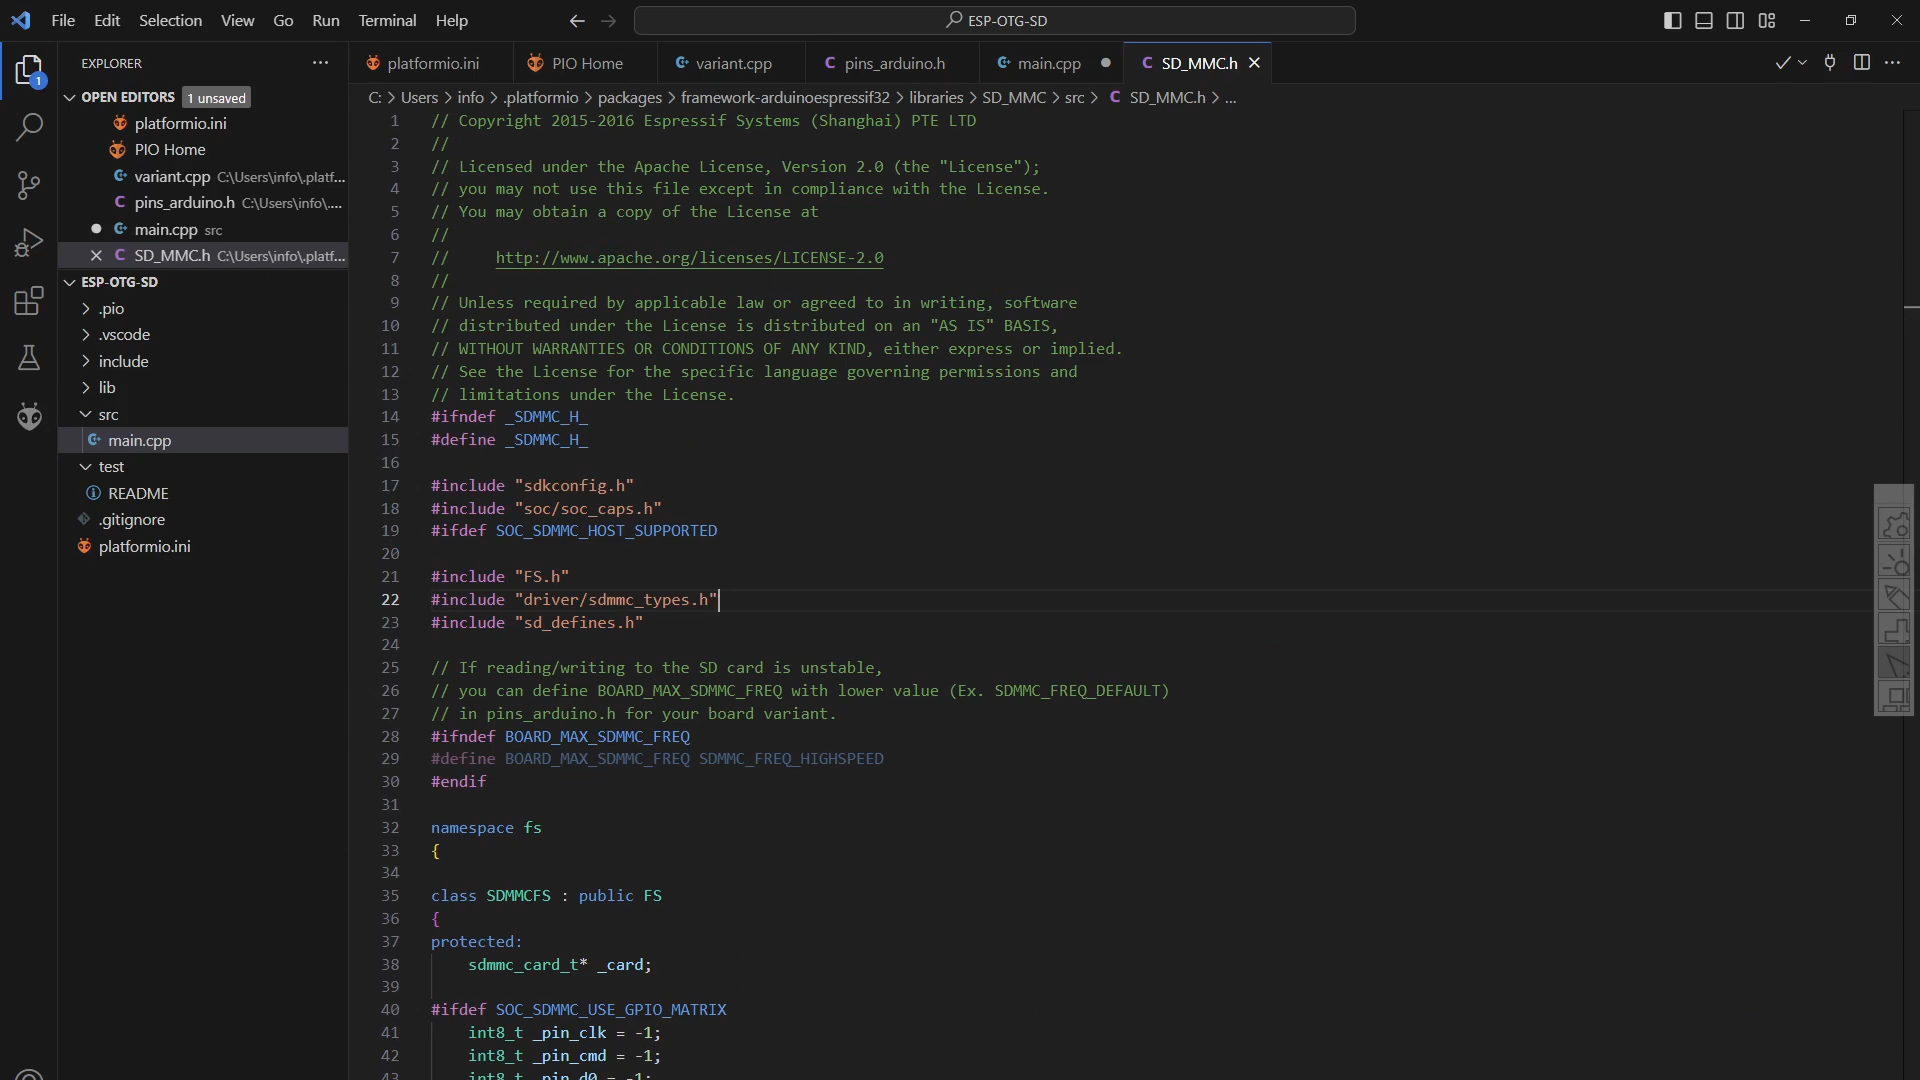 File Edit Selection View Go Run Terminal Help
ESP-OTG-SD
EXPLORER
platformio.ini
PIO Home
variant.cpp
pins_arduino.h
main.cpp
SD_MMC.h
OPEN EDITORS 1 unsaved
platformio.ini
PIO Home
variant.cpp C:\Users\info\.platf...
pins_arduino.h C:\Users\info\....
main.cpp src
SD_MMC.h C:\Users\info\.platf...
ESP-OTG-SD
.pio
.vscode
include
lib
src
main.cpp
test
README
.gitignore
platformio.ini
1
C: > Users > info > .platformio > packages > framework-arduinoespressif32 > libraries > SD_MMC > src > C SD_MMC.h > ...
1 // Copyright 2015-2016 Espressif Systems (Shanghai) PTE LTD
2 //
3 // Licensed under the Apache License, Version 2.0 (the "License");
4 // you may not use this file except in compliance with the License.
5 // You may obtain a copy of the License at
6 //
7 //     http://www.apache.org/licenses/LICENSE-2.0
8 //
9 // Unless required by applicable law or agreed to in writing, software
10 // distributed under the License is distributed on an "AS IS" BASIS,
11 // WITHOUT WARRANTIES OR CONDITIONS OF ANY KIND, either express or implied.
12 // See the License for the specific language governing permissions and
13 // limitations under the License.
14 #ifndef _SDMMC_H_
15 #define _SDMMC_H_
16
17 #include "sdkconfig.h"
18 #include "soc/soc_caps.h"
19 #ifdef SOC_SDMMC_HOST_SUPPORTED
20
21 #include "FS.h"
22 #include "driver/sdmmc_types.h"
23 #include "sd_defines.h"
24
25 // If reading/writing to the SD card is unstable,
26 // you can define BOARD_MAX_SDMMC_FREQ with lower value (Ex. SDMMC_FREQ_DEFAULT)
27 // in pins_arduino.h for your board variant.
28 #ifndef BOARD_MAX_SDMMC_FREQ
29 #define BOARD_MAX_SDMMC_FREQ SDMMC_FREQ_HIGHSPEED
30 #endif
31
32 namespace fs
33 {
34
35 class SDMMCFS : public FS
36 {
37 protected:
38     sdmmc_card_t* _card;
39
40 #ifdef SOC_SDMMC_USE_GPIO_MATRIX
41     int8_t _pin_clk = -1;
42     int8_t _pin_cmd = -1;
43     int8_t _pin_d0 = -1;